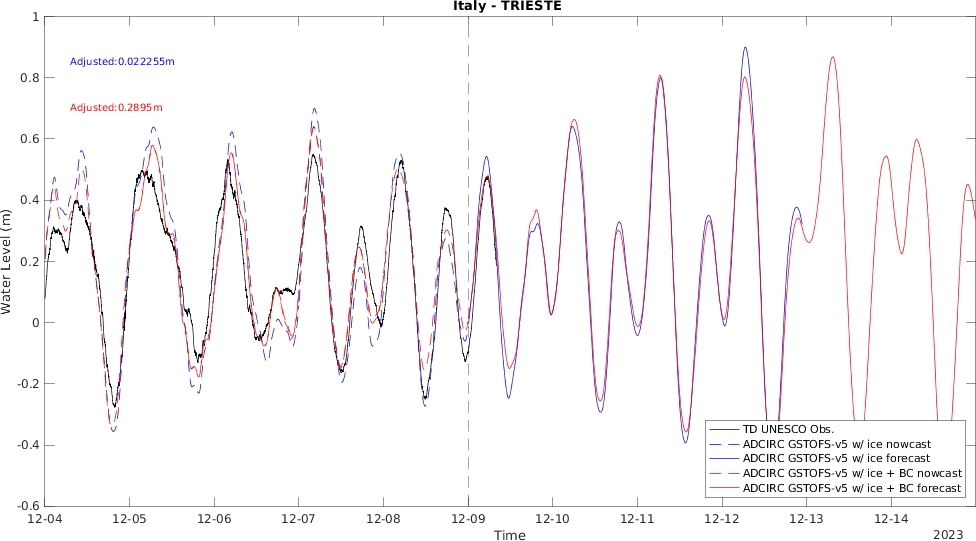 Italy - TRIESTE
1
Adjusted:0.022255m
0.8
Adjusted:0.2895m
0.6
0.4
0.2
0
-0.2
-0.4
-0.6
Water Level (m)
TD UNESCO Obs.
ADCIRC GSTOFS-v5 w/ ice nowcast
ADCIRC GSTOFS-v5 w/ ice forecast
ADCIRC GSTOFS-v5 w/ ice + BC nowcast
ADCIRC GSTOFS-v5 w/ ice + BC forecast
12-04 12-05 12-06 12-07 12-08 12-09 12-10 12-11 12-12 12-13 12-14
Time
2023